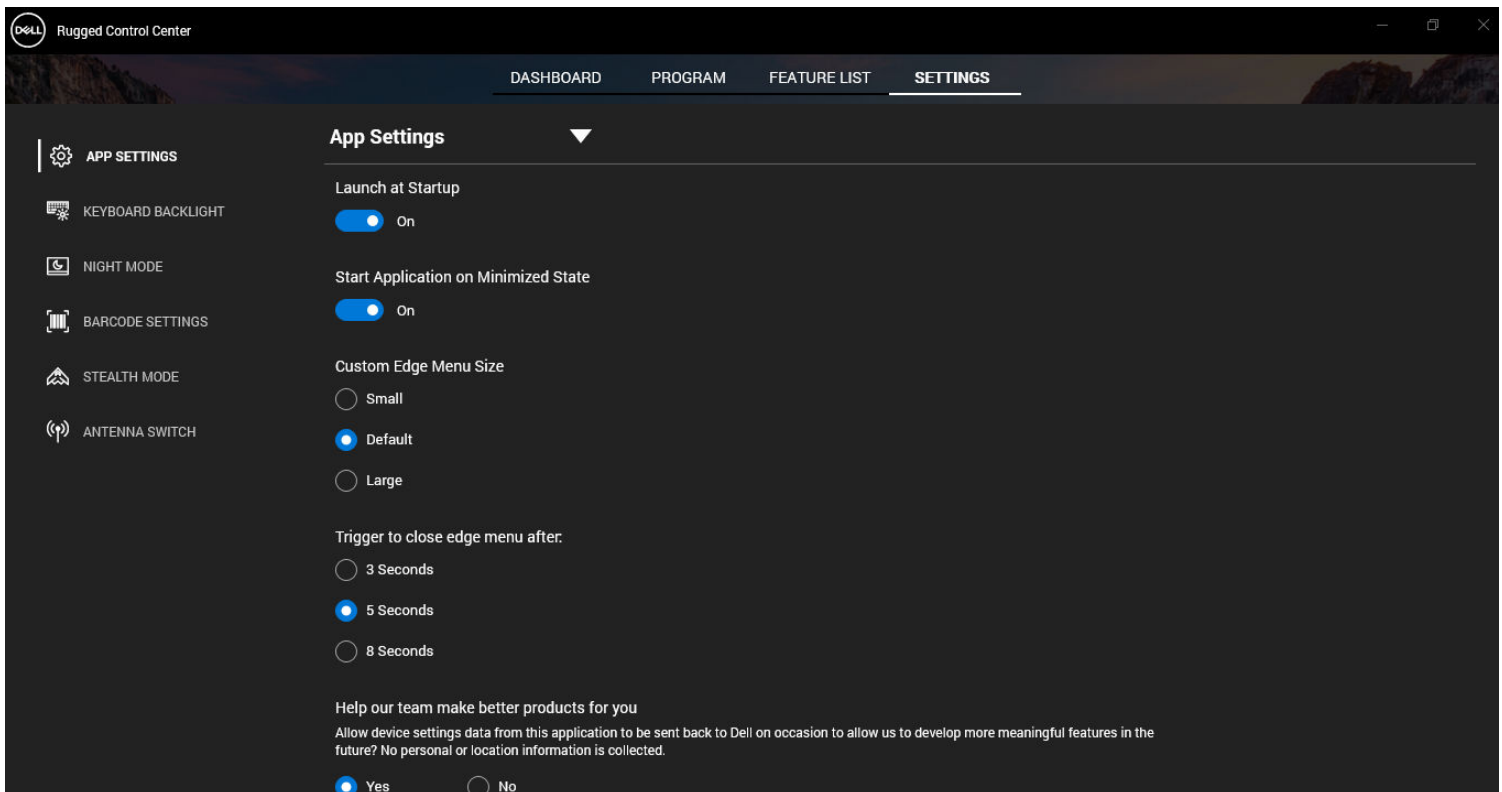 DELL
Rugged Control Center
DASHBOARD PROGRAM FEATURE LIST SETTINGS
APP SETTINGS
KEYBOARD BACKLIGHT
NIGHT MODE
BARCODE SETTINGS
STEALTH MODE
ANTENNA SWITCH
App Settings
Launch at Startup
On
Start Application on Minimized State
On
Custom Edge Menu Size
Small
Default
Large
Trigger to close edge menu after:
3 Seconds
5 Seconds
8 Seconds
Help our team make better products for you
Allow device settings data from this application to be sent back to Dell on occasion to allow us to develop more meaningful features in the
future? No personal or location information is collected.
Yes No